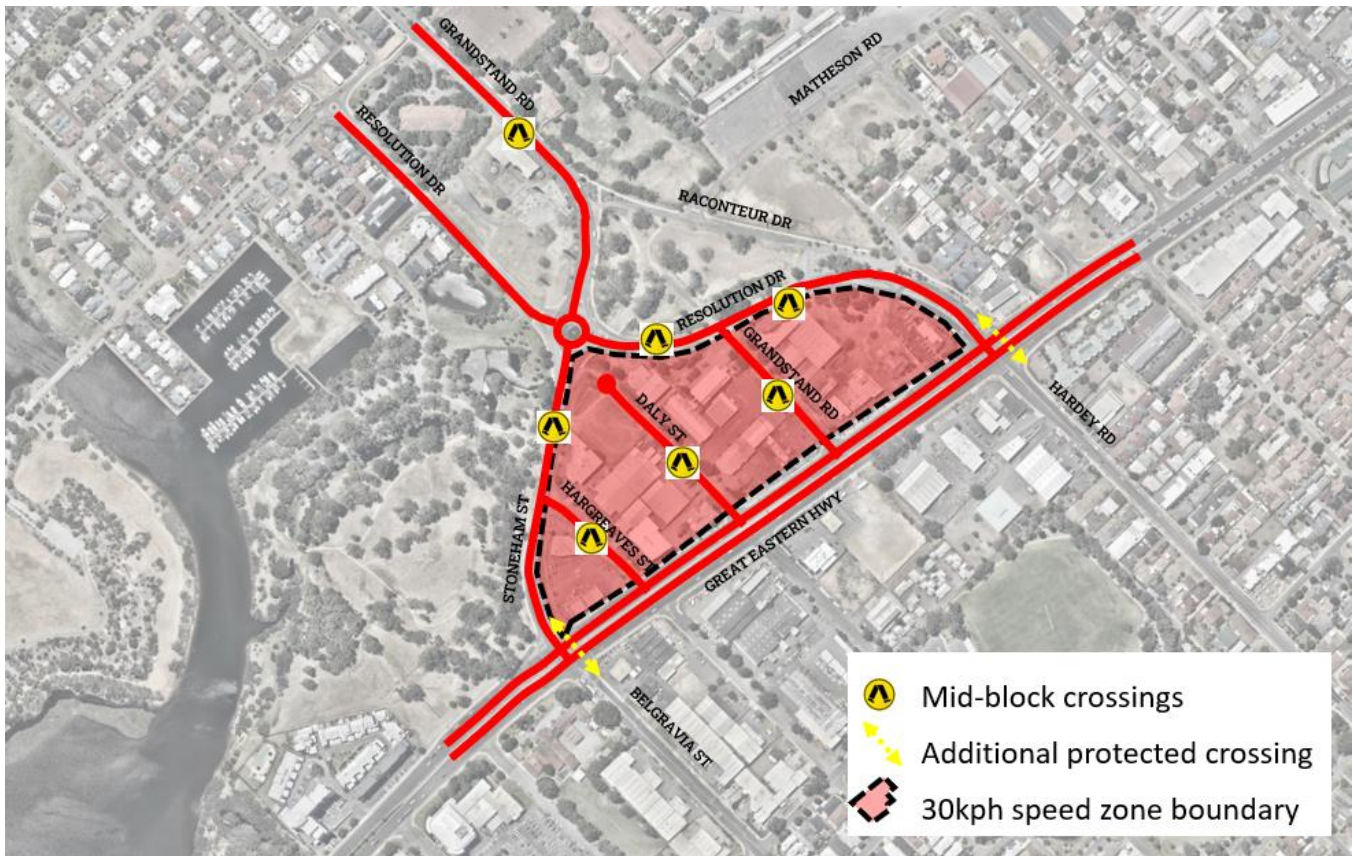 GRANDSTAND RD
MATHESON RD
RESOLUTION DR
RACONTEUR DR
RESOLUTION DR
GRANDSTAND RD
DALY ST
HARDEY RD
HARGREAVES ST
STONEHAM ST
GREAT EASTERN HWY
BELGRAVIA ST
Mid-block crossings
Additional protected crossing
30kph speed zone boundary